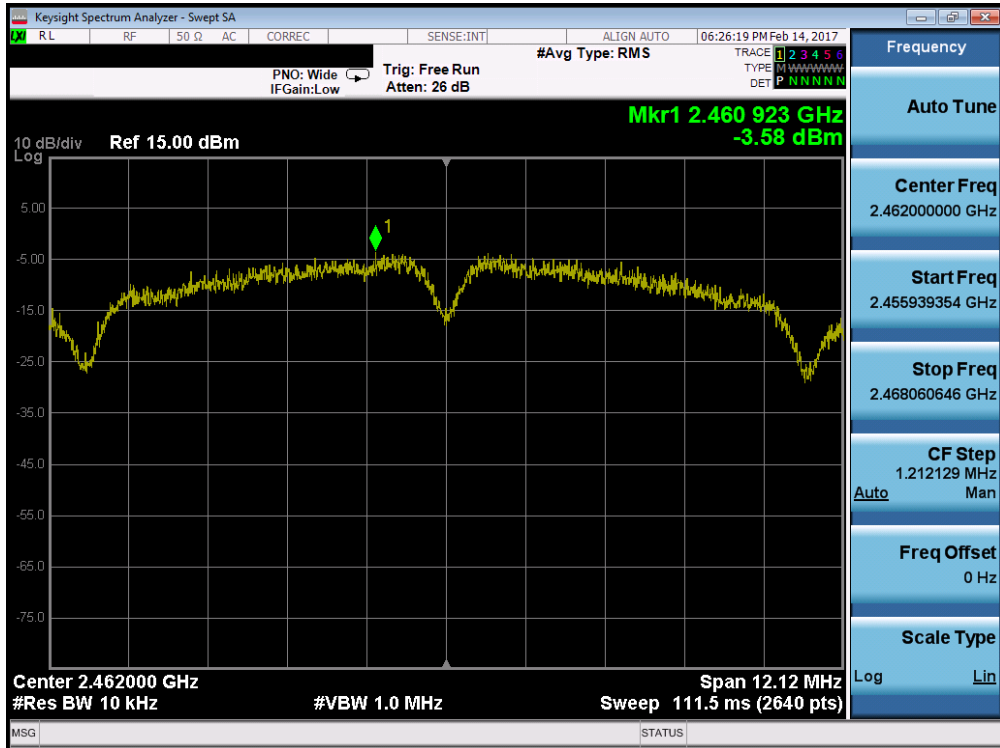 Keysight Spectrum Analyzer - Swept SA
LXI RL RF 50 Ω AC CORREC SENSE:INT ALIGN AUTO 06:26:19 PM Feb 14, 2017
#Avg Type: RMS
TRACE 1 2 3 4 5 6
TYPE M W W W W W
DET P N N N N N
PNO: Wide Trig: Free Run
IFGain:Low Atten: 26 dB
Mkr1 2.460 923 GHz
-3.58 dBm
10 dB/div Ref 15.00 dBm
Log
5.00
-5.00
-15.0
-25.0
-35.0
-45.0
-55.0
-65.0
-75.0
1
Center 2.462000 GHz Span 12.12 MHz
#Res BW 10 kHz #VBW 1.0 MHz Sweep 111.5 ms (2640 pts)
MSG STATUS
Frequency
Auto Tune
Center Freq
2.462000000 GHz
Start Freq
2.455939354 GHz
Stop Freq
2.468060646 GHz
CF Step
1.212129 MHz
Auto Man
Freq Offset
0 Hz
Scale Type
Log Lin